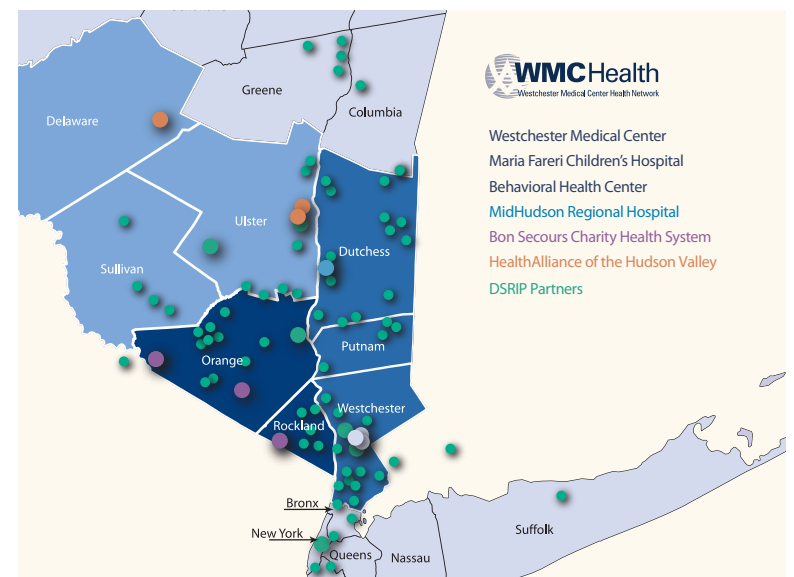 WMCHealth
Westchester Medical Center Health Network
Westchester Medical Center
Maria Fareri Children's Hospital
Behavioral Health Center
MidHudson Regional Hospital
Bon Secours Charity Health System
HealthAlliance of the Hudson Valley
DSRIP Partners
Greene
Columbia
Delaware
Ulster
Dutchess
Sullivan
Orange
Putnam
Westchester
Rockland
Bronx
New York
Queens
Nassau
Suffolk